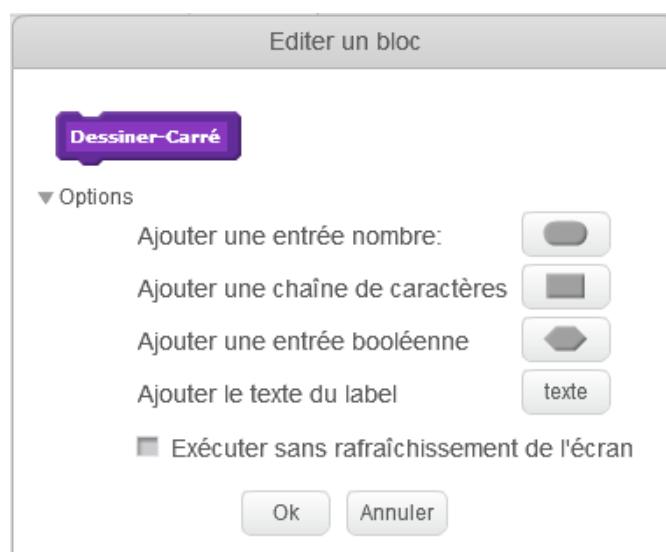 Editer un bloc
Dessiner-Carré
Options
Ajouter une entrée nombre:
Ajouter une chaîne de caractères
Ajouter une entrée booléenne
Ajouter le texte du label texte
Exécuter sans rafraîchissement de l'écran
Ok Annuler